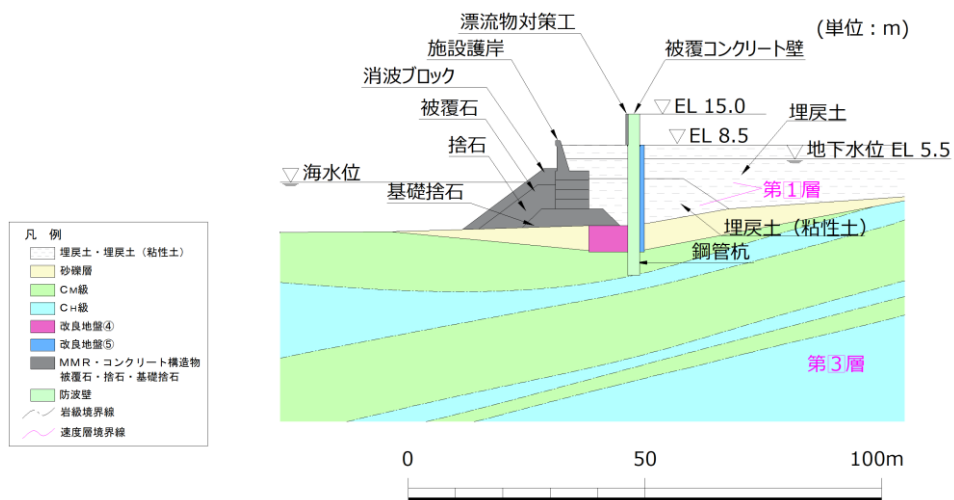 漂流物対策工
(単位：m)
施設護岸
被覆コンクリート壁
消波ブロック
EL 15.0
埋戻土
被覆石
EL 8.5
地下水位 EL 5.5
捨石
海水位
第1層
基礎捨石
埋戻土（粘性土）
鋼管杭
凡 例
埋戻土・埋戻土（粘性土）
砂礫層
CM級
CH級
改良地盤④
改良地盤⑤
MMR・コンクリート構造物
被覆石・捨石・基礎捨石
防波壁
岩級境界線
速度層境界線
第3層
0 50 100m